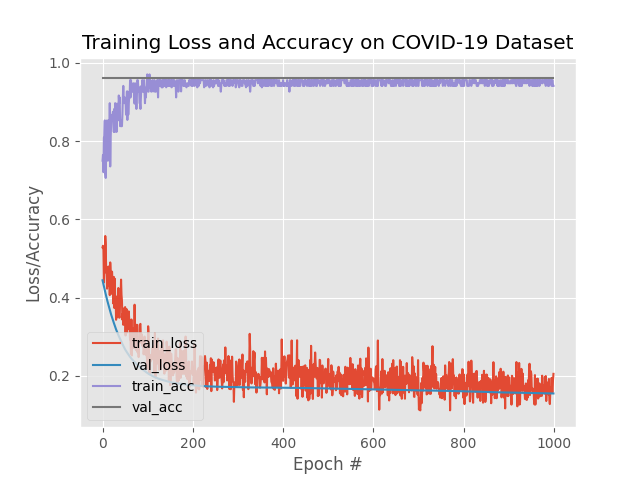 Training Loss and Accuracy on COVID-19 Dataset
1.0
0.8
0.6
0.4
0.2
Loss/Accuracy
train_loss
val_loss
train_acc
val_acc
0 200 400 600 800 1000
Epoch #